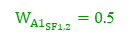 W_{A1_{SF1,2}} = 0.5